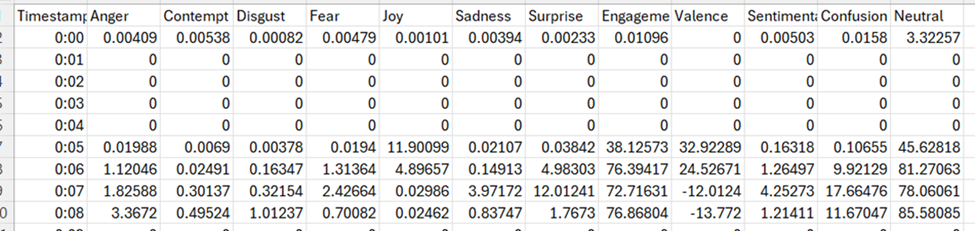 Timestamp Anger Contempt Disgust Fear Joy Sadness Surprise Engageme Valence Sentimenta Confusion Neutral
2 0:00 0.00409 0.00538 0.00082 0.00479 0.00101 0.00394 0.00233 0.01096 0 0.00503 0.0158 3.32257
3 0:01 0 0 0 0 0 0 0 0 0 0 0 0
4 0:02 0 0 0 0 0 0 0 0 0 0 0 0
5 0:03 0 0 0 0 0 0 0 0 0 0 0 0
6 0:04 0 0 0 0 0 0 0 0 0 0 0 0
7 0:05 0.01988 0.0069 0.00378 0.0194 11.90099 0.02107 0.03842 38.12573 32.92289 0.16318 0.10655 45.62818
8 0:06 1.12046 0.02491 0.16347 1.31364 4.89657 0.14913 4.98303 76.39417 24.52671 1.26497 9.92129 81.27063
9 0:07 1.82588 0.30137 0.32154 2.42664 0.02986 3.97172 12.01241 72.71631 -12.0124 4.25273 17.66476 78.06061
0 0:08 3.3672 0.49524 1.01237 0.70082 0.02462 0.83747 1.7673 76.86804 -13.772 1.21411 11.67047 85.58085